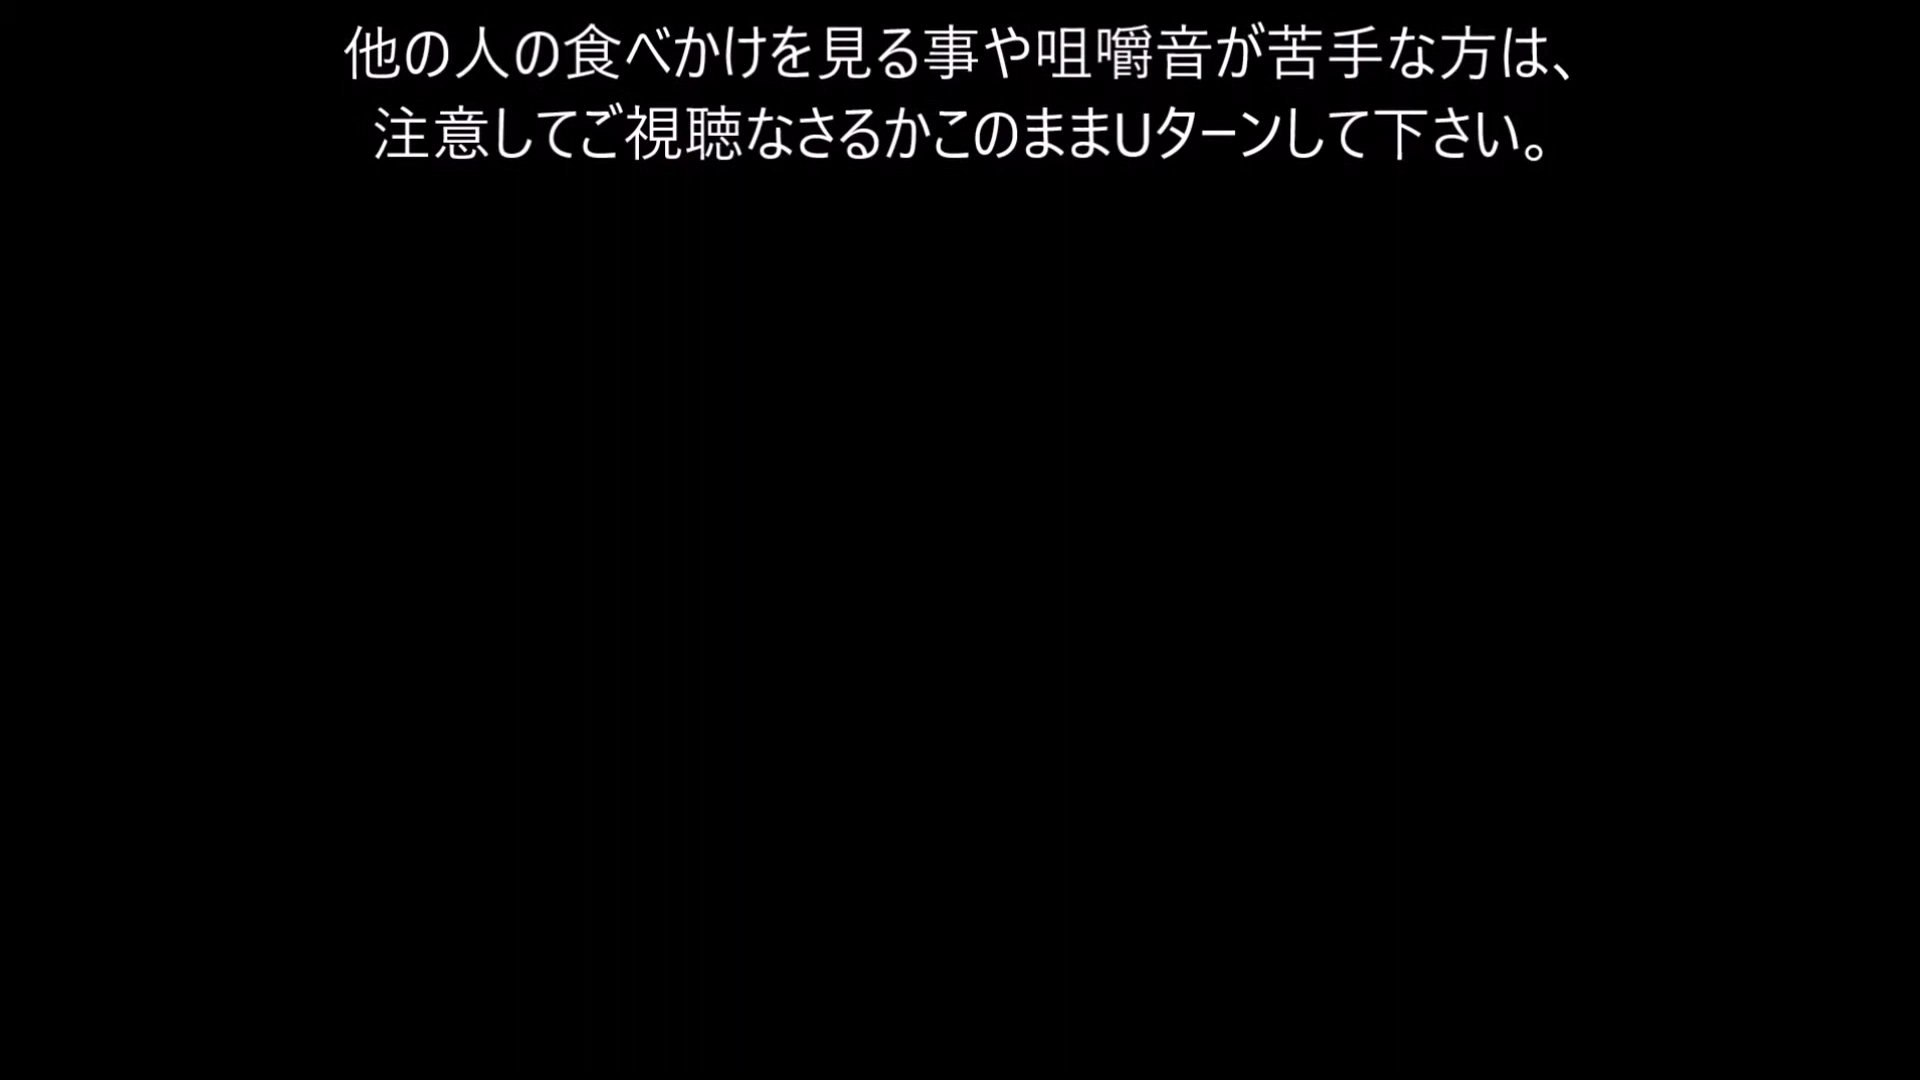 他の人の食べかけを見る事や咀嚼音が苦手な方は、
注意してご視聴なさるかこのままUターンして下さい。